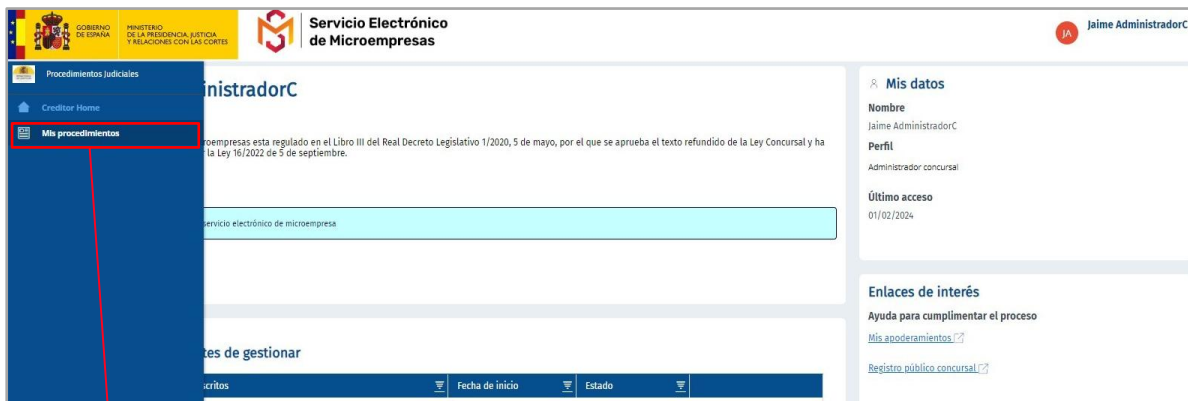 GOBIERNO
DE ESPAÑA
MINISTERIO
DE LA PRESIDENCIA, JUSTICIA
Y RELACIONES CON LAS CORTES
Servicio Electrónico
de Microempresas
JA
Jaime AdministradorC
Procedimientos Judiciales
Creditor Home
Mis procedimientos
inistradorC
roempresas esta regulado en el Libro III del Real Decreto Legislativo 1/2020, 5 de mayo, por el que se aprueba el texto refundido de la Ley Concursal y ha
r la Ley 16/2022 de 5 de septiembre.
servicio electrónico de microempresa
tes de gestionar
scritos
Fecha de inicio
Estado
Mis datos
Nombre
Jaime AdministradorC
Perfil
Administrador concursal
Último acceso
01/02/2024
Enlaces de interés
Ayuda para cumplimentar el proceso
Mis apoderamientos
Registro público concursal